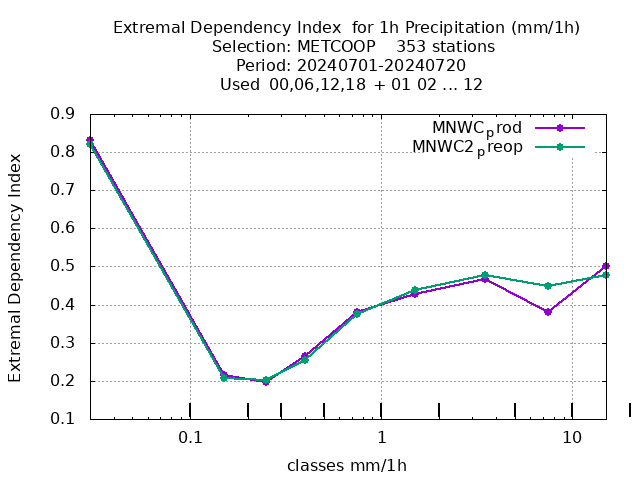 Extremal Dependency Index  for 1h Precipitation (mm/1h)
Selection: METCOOP    353 stations
Period: 20240701-20240720
Used  00,06,12,18  + 01 02 ... 12
MNWCprod
MNWC2preop
Extremal Dependency Index
0.9
0.8
0.7
0.6
0.5
0.4
0.3
0.2
0.1
0.1 1 10
classes mm/1h